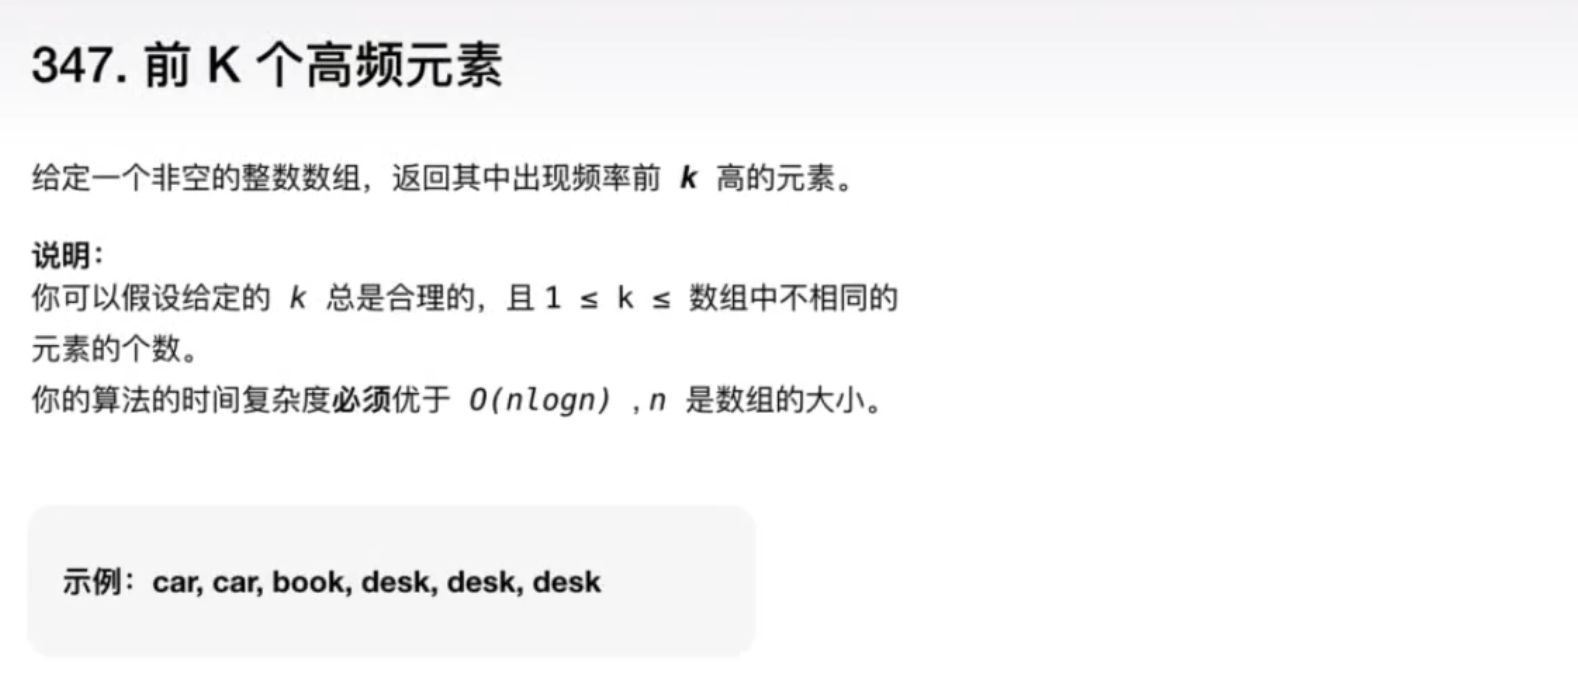 347. 前 K 个高频元素
给定一个非空的整数数组，返回其中出现频率前 k 高的元素。
说明：
你可以假设给定的 k 总是合理的，且 1 ≤ k ≤ 数组中不相同的
元素的个数。
你的算法的时间复杂度必须优于 O(nlogn) , n 是数组的大小。
示例：car, car, book, desk, desk, desk